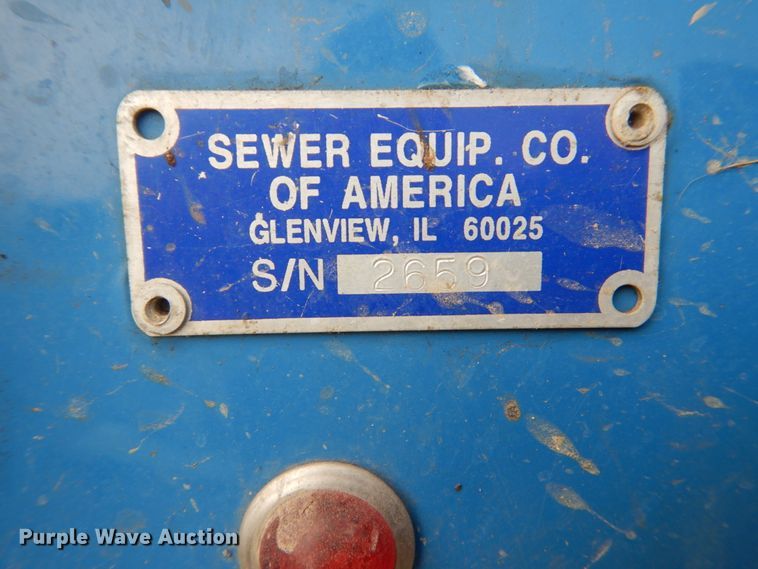 SEWER EQUIP. CO.
OF AMERICA
GLENVIEW, IL 60025
S/N 2659
Purple Wave Auction